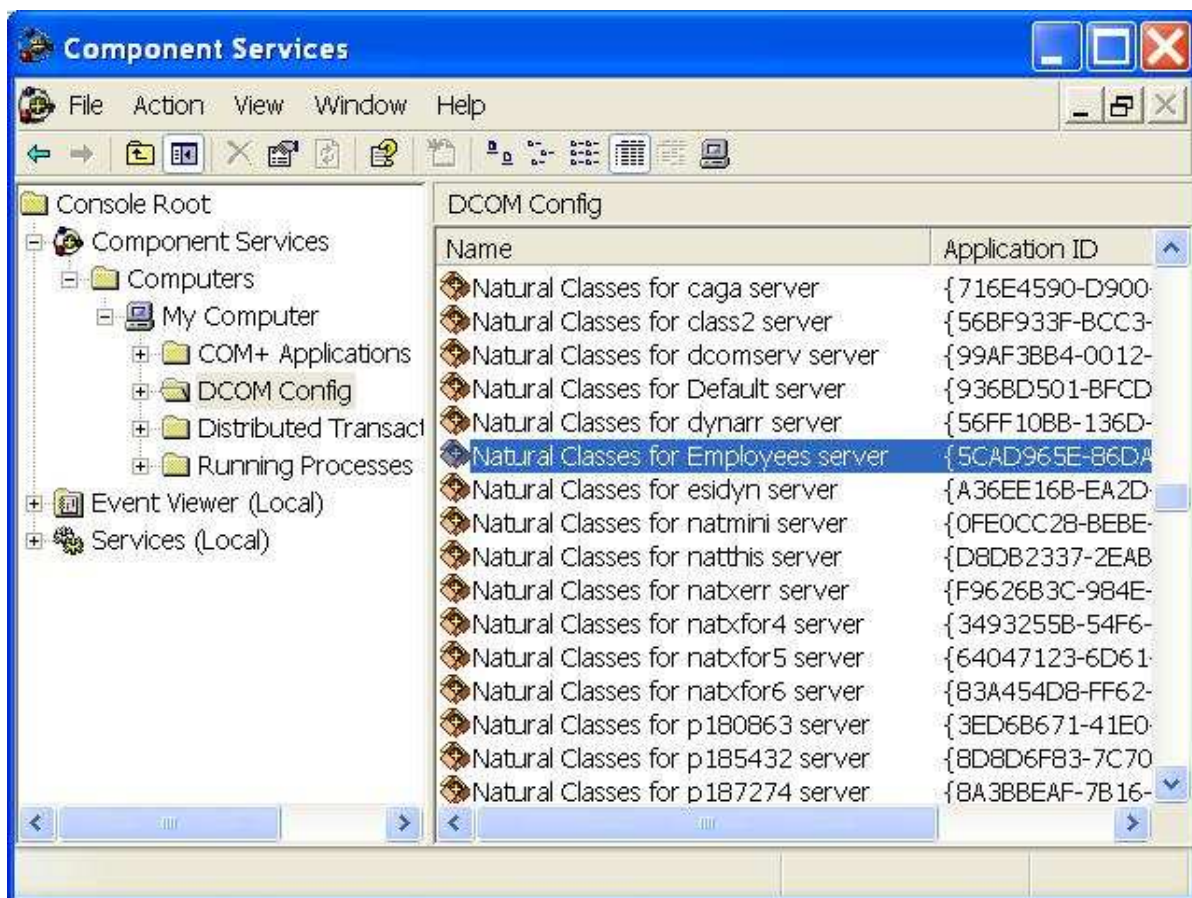 Component Services
File Action View Window Help
Console Root
Component Services
Computers
My Computer
COM+ Applications
DCOM Config
Distributed Transact
Running Processes
Event Viewer (Local)
Services (Local)
DCOM Config
Name Application ID
Natural Classes for caga server {716E4590-D900-
Natural Classes for class2 server {56BF933F-BCC3-
Natural Classes for dcomserv server {99AF3BB4-0012-
Natural Classes for Default server {936BD501-BFCD
Natural Classes for dynarr server {56FF10BB-136D-
Natural Classes for Employees server {5CAD965E-86DA
Natural Classes for esidyn server {A36EE16B-EA2D-
Natural Classes for natmini server {0FE0CC28-BEBE-
Natural Classes for natthis server {D8DB2337-2EAB
Natural Classes for natxerr server {F9626B3C-984E-
Natural Classes for natxfor4 server {3493255B-54F6-
Natural Classes for natxfor5 server {64047123-6D61-
Natural Classes for natxfor6 server {83A454D8-FF62-
Natural Classes for p180863 server {3ED6B671-41E0-
Natural Classes for p185432 server {8D8D6F83-7C70
Natural Classes for p187274 server {8A3BBEAF-7B16-